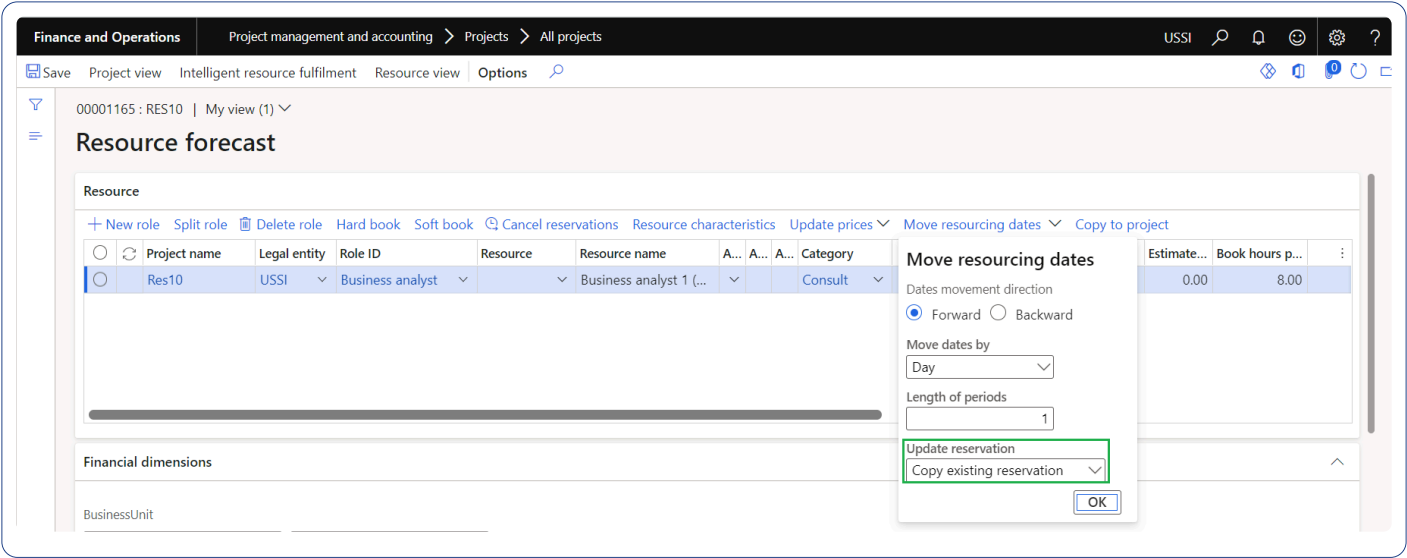 Finance and Operations Project management and accounting Projects All projects USSI ?
Save Project view Intelligent resource fulfilment Resource view Options 0
00001165 : RES10 | My view (1)
Resource forecast
Resource
New role Split role Delete role Hard book Soft book Cancel reservations Resource characteristics Update prices Move resourcing dates Copy to project
Project name Legal entity Role ID Resource Resource name A... A... A... Category Estimate... Book hours p...
Res10 USSI Business analyst Business analyst 1 (... Consult 0.00 8.00
Move resourcing dates
Dates movement direction
Forward Backward
Move dates by
Day
Length of periods
1
Update reservation
Copy existing reservation
OK
Financial dimensions
BusinessUnit